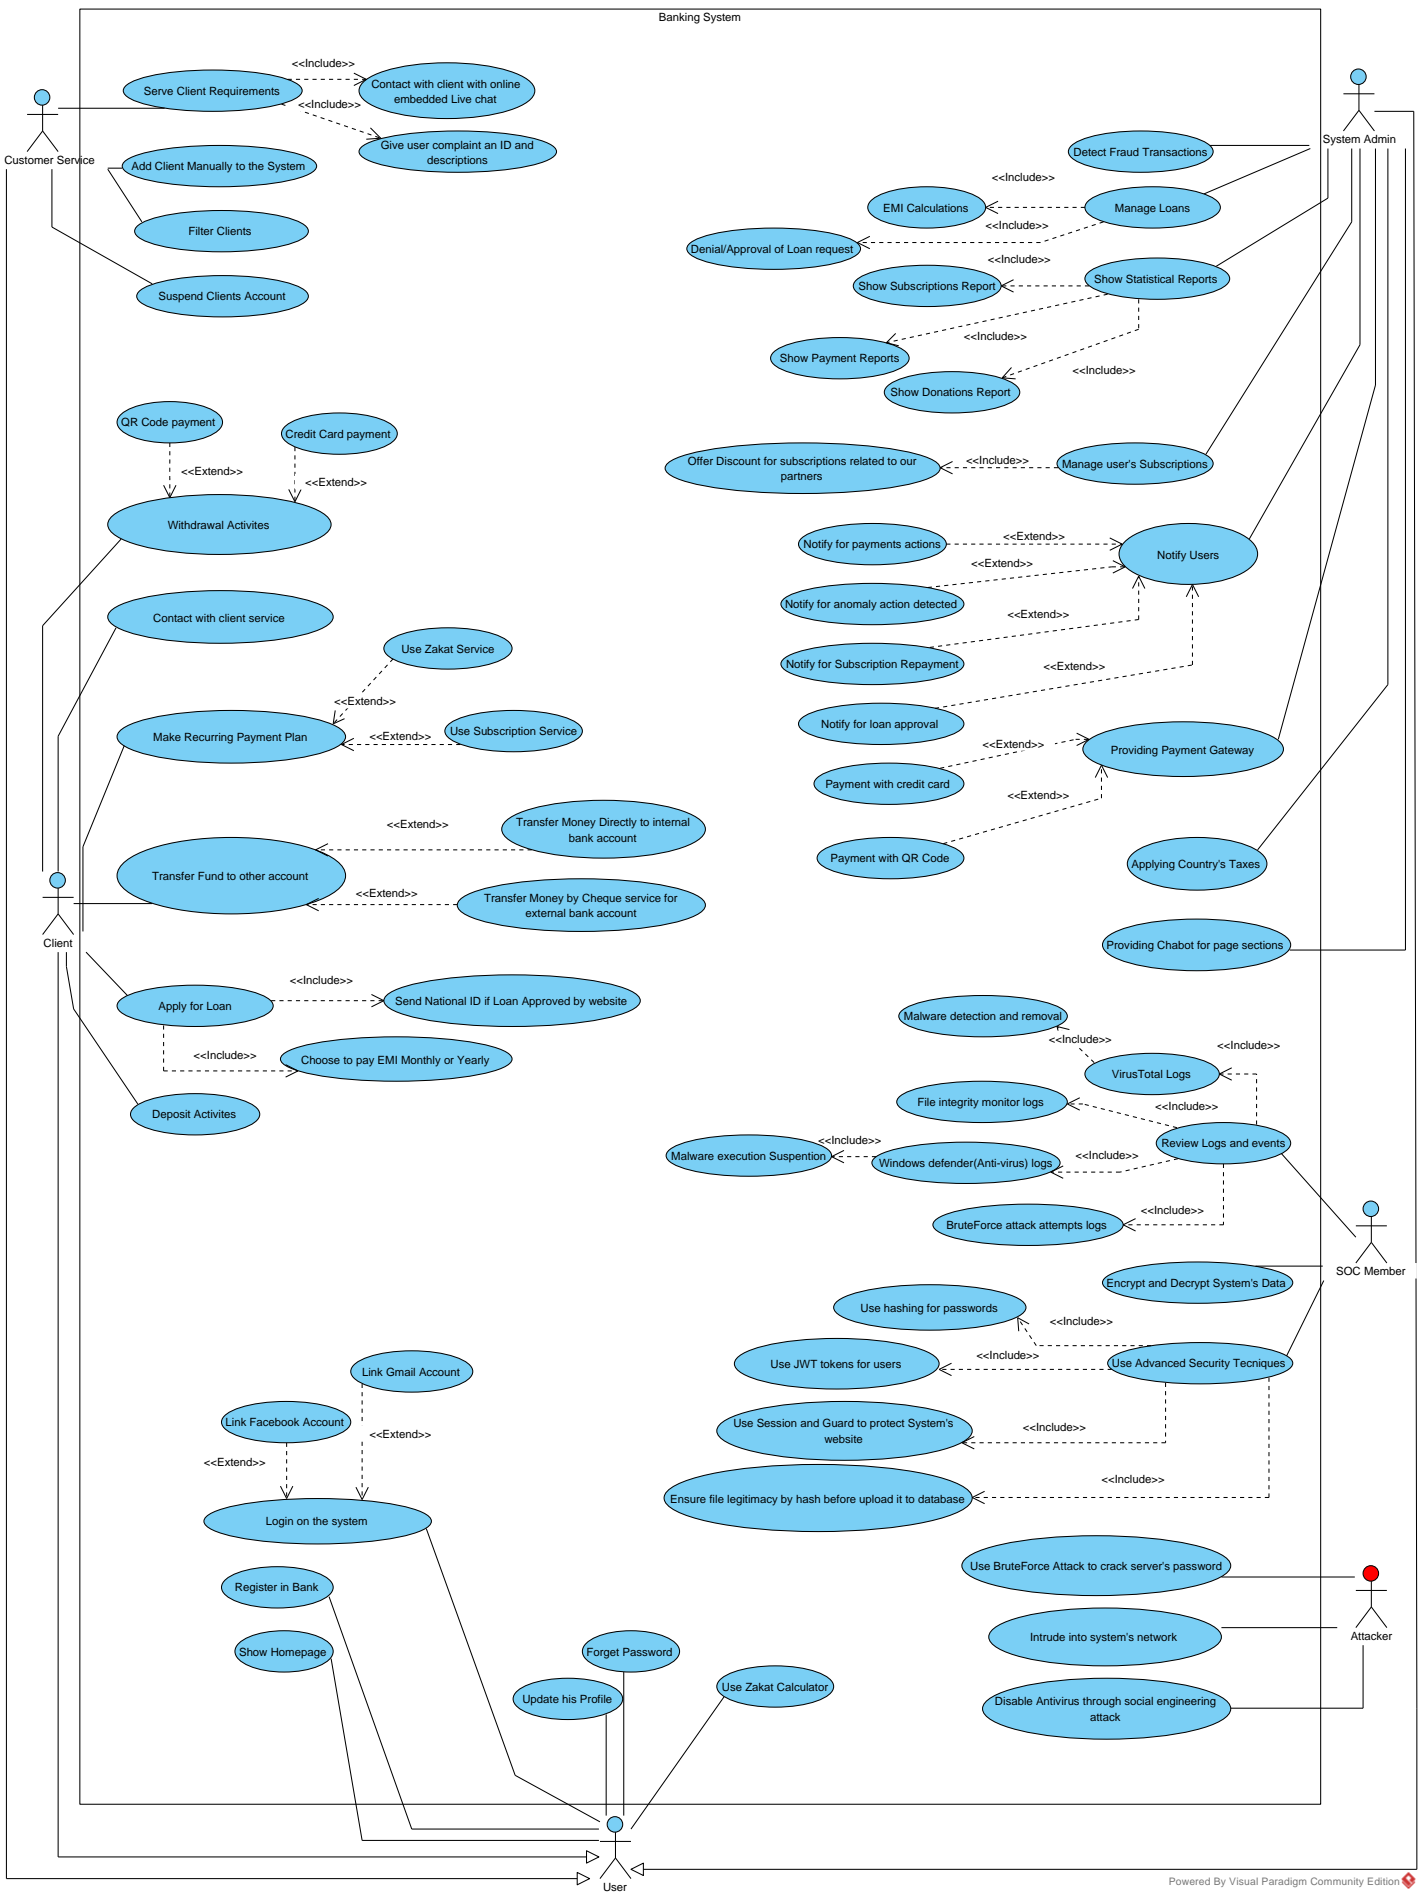 Banking System
<<Include>>
Serve Client Requirements
Contact with client with online
embedded Live chat
<<Include>>
Give user complaint an ID and
descriptions
Customer Service
Add Client Manually to the System
Filter Clients
Suspend Clients Account
System Admin
Detect Fraud Transactions
<<Include>>
EMI Calculations
Manage Loans
<<Include>>
Denial/Approval of Loan request
<<Include>>
Show Subscriptions Report
Show Statistical Reports
<<Include>>
Show Payment Reports
<<Include>>
Show Donations Report
QR Code payment
Credit Card payment
<<Extend>>
<<Extend>>
Withdrawal Activites
Offer Discount for subscriptions related to our
partners
<<Include>>
Manage user's Subscriptions
Notify for payments actions
<<Extend>>
Notify Users
<<Extend>>
Notify for anomaly action detected
<<Extend>>
Notify for Subscription Repayment
<<Extend>>
Notify for loan approval
Contact with client service
Use Zakat Service
<<Extend>>
Make Recurring Payment Plan
<<Extend>>
Use Subscription Service
<<Extend>>
Providing Payment Gateway
Payment with credit card
<<Extend>>
Payment with QR Code
Applying Country's Taxes
<<Extend>>
Transfer Money Directly to internal
bank account
Transfer Fund to other account
<<Extend>>
Transfer Money by Cheque service for
external bank account
Client
Providing Chabot for page sections
<<Include>>
Apply for Loan
Send National ID if Loan Approved by website
<<Include>>
Choose to pay EMI Monthly or Yearly
Deposit Activites
Malware detection and removal
<<Include>>
<<Include>>
VirusTotal Logs
File integrity monitor logs
<<Include>>
Review Logs and events
<<Include>>
Malware execution Suspention
Windows defender(Anti-virus) logs
<<Include>>
BruteForce attack attempts logs
<<Include>>
SOC Member
Encrypt and Decrypt System's Data
Use hashing for passwords
<<Include>>
Use JWT tokens for users
<<Include>>
Use Advanced Security Tecniques
Use Session and Guard to protect System's
website
<<Include>>
<<Include>>
Ensure file legitimacy by hash before upload it to database
Link Gmail Account
Link Facebook Account
<<Extend>>
<<Extend>>
Login on the system
Register in Bank
Show Homepage
Forget Password
Update his Profile
Use Zakat Calculator
Use BruteForce Attack to crack server's password
Intrude into system's network
Attacker
Disable Antivirus through social engineering
attack
User
Powered By Visual Paradigm Community Edition